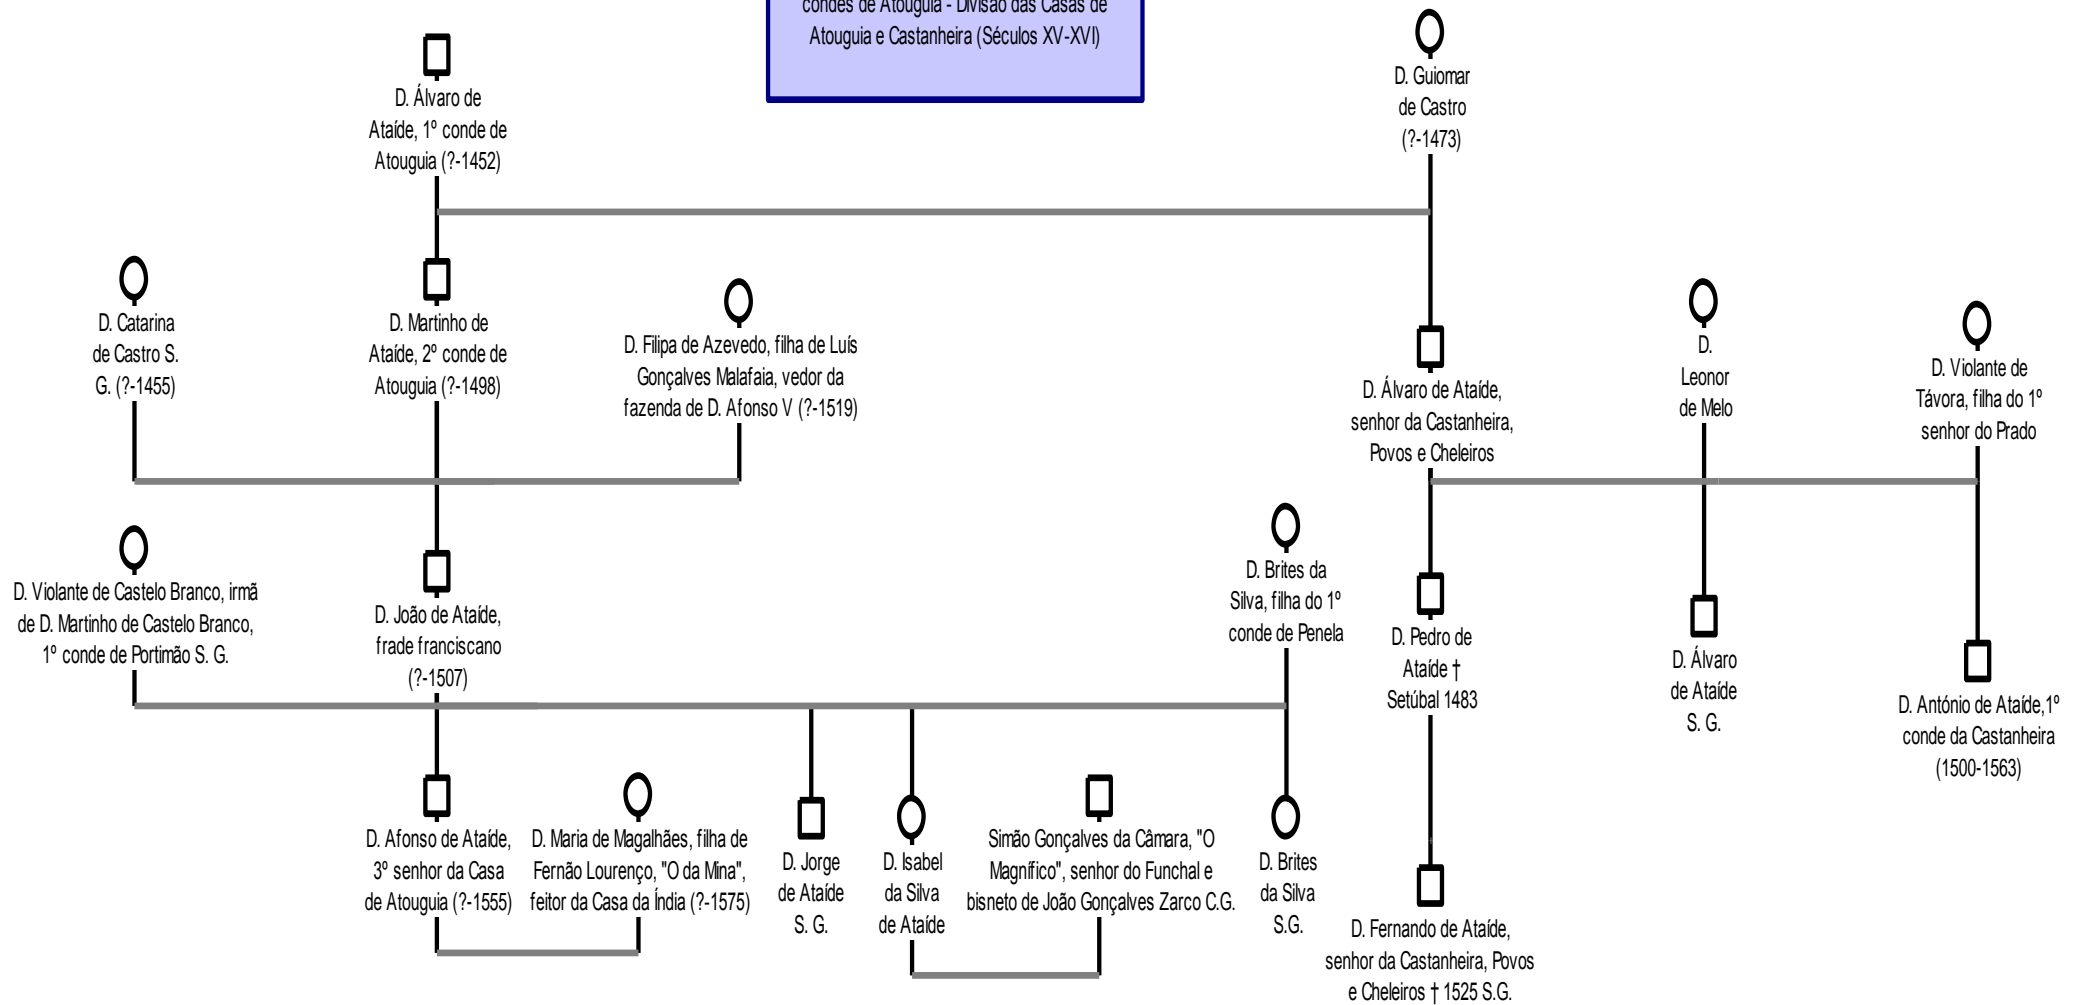 condes de Atouguia - Divisão das Casas de
Atouguia e Castanheira (Séculos XV-XVI)
D. Álvaro de
Ataíde, 1º conde de
Atouguia (?-1452)
D. Guiomar
de Castro
(?-1473)
D. Catarina
de Castro S.
G. (?-1455)
D. Martinho de
Ataíde, 2º conde de
Atouguia (?-1498)
D. Filipa de Azevedo, filha de Luís
Gonçalves Malafaia, vedor da
fazenda de D. Afonso V (?-1519)
D. Álvaro de Ataíde,
senhor da Castanheira,
Povos e Cheleiros
D.
Leonor
de Melo
D. Violante de
Távora, filha do 1º
senhor do Prado
D. Violante de Castelo Branco, irmã
de D. Martinho de Castelo Branco,
1º conde de Portimão S. G.
D. João de Ataíde,
frade franciscano
(?-1507)
D. Brites da
Silva, filha do 1º
conde de Penela
D. Pedro de
Ataíde †
Setúbal 1483
D. Álvaro
de Ataíde
S. G.
D. António de Ataíde,1º
conde da Castanheira
(1500-1563)
D. Afonso de Ataíde,
3º senhor da Casa
de Atouguia (?-1555)
D. Maria de Magalhães, filha de
Fernão Lourenço, "O da Mina",
feitor da Casa da Índia (?-1575)
D. Jorge
de Ataíde
S. G.
D. Isabel
da Silva
de Ataíde
Simão Gonçalves da Câmara, "O
Magnífico", senhor do Funchal e
bisneto de João Gonçalves Zarco C.G.
D. Brites
da Silva
S.G.
D. Fernando de Ataíde,
senhor da Castanheira, Povos
e Cheleiros † 1525 S.G.